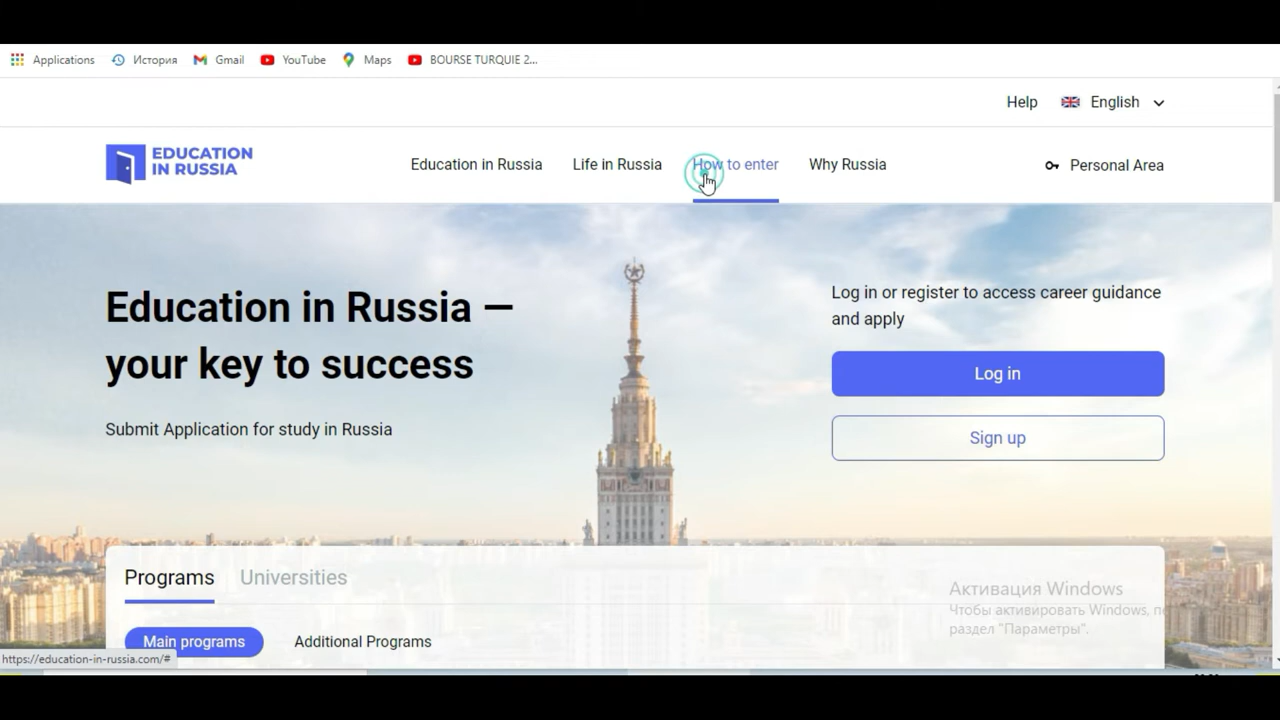 Applications История Gmail YouTube Maps BOURSE TURQUIE 2...
Help English
EDUCATION
IN RUSSIA
Education in Russia Life in Russia How to enter Why Russia Personal Area
Education in Russia —
your key to success
Submit Application for study in Russia
Log in or register to access career guidance
and apply
Log in
Sign up
Programs Universities
Main programs Additional Programs
Активация Windows
Чтобы активировать Windows,
раздел "Параметры".
https://education-in-russia.com/#